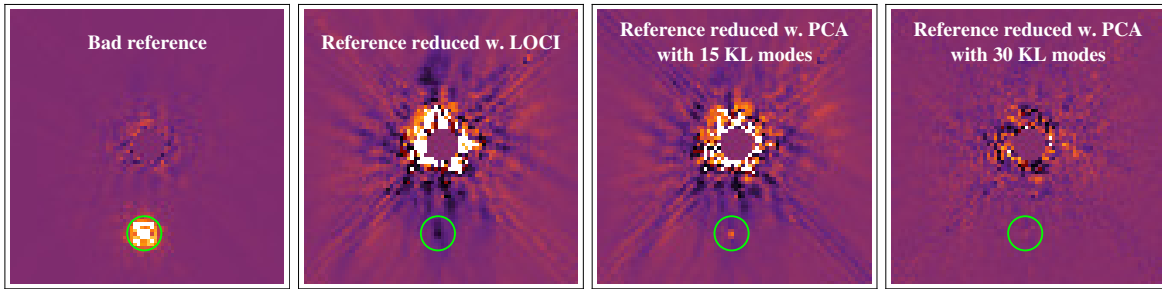 Bad reference
Reference reduced w. LOCI
Reference reduced w. PCA
with 15 KL modes
Reference reduced w. PCA
with 30 KL modes